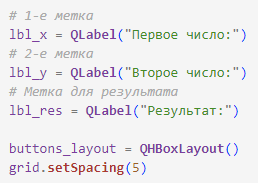 # 1-е метка
lbl_x = QLabel("Первое число:")
# 2-е метка
lbl_y = QLabel("Второе число:")
# Метка для результата
lbl_res = QLabel("Результат:")
buttons_layout = QHBoxLayout()
grid.setSpacing(5)